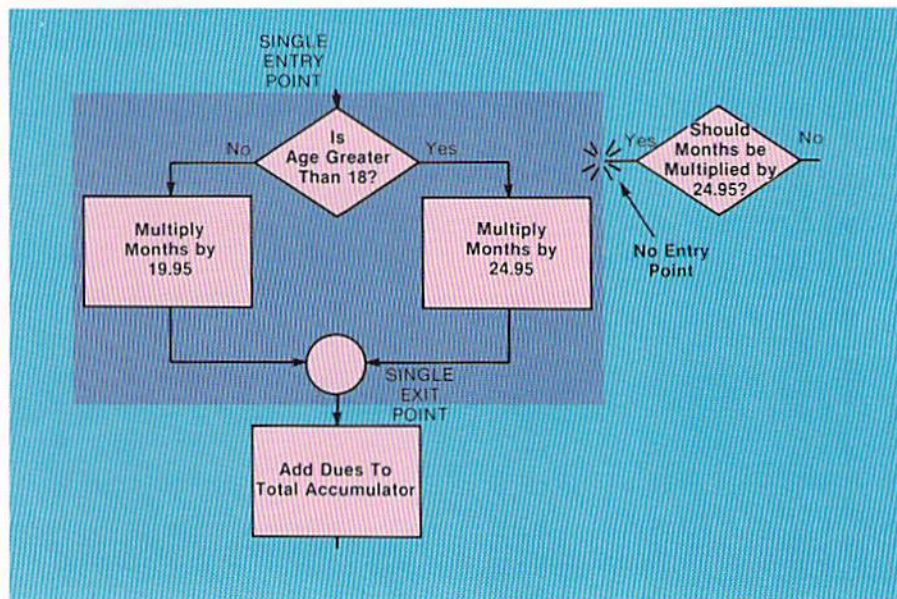 SINGLE
ENTRY
POINT
Is
Age Greater
Than 18?
No
Yes
Multiply
Months by
19.95
Multiply
Months by
24.95
SINGLE
EXIT
POINT
Add Dues To
Total Accumulator
Should
Months be
Multiplied by
24.95?
Yes
No
No Entry
Point